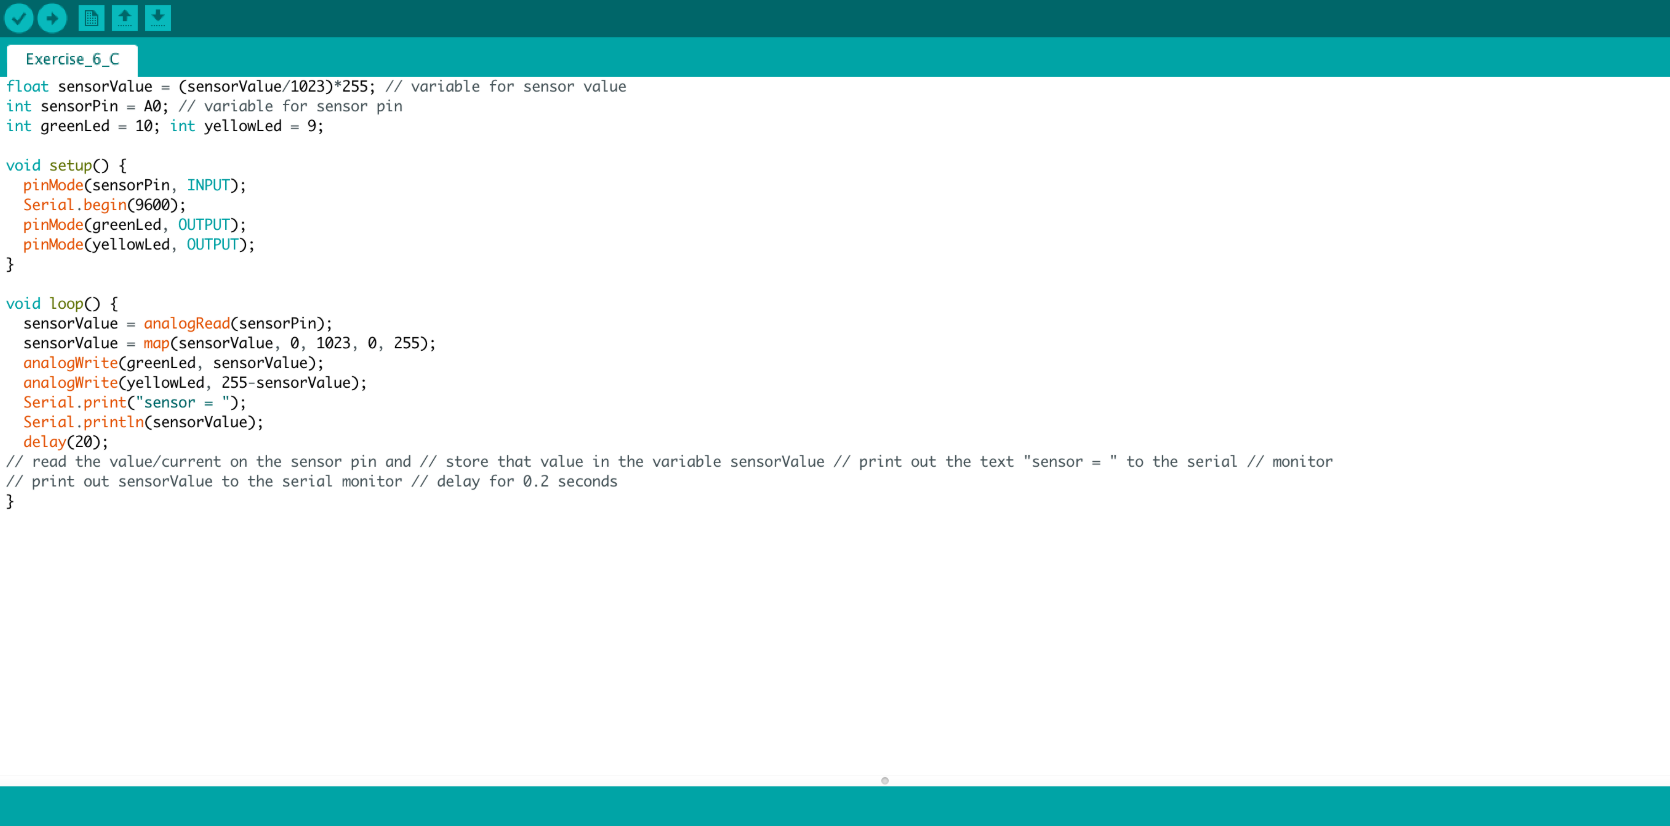 Exercise_6_C
float sensorValue = (sensorValue/1023)*255; // variable for sensor value
int sensorPin = A0; // variable for sensor pin
int greenLed = 10; int yellowLed = 9;
void setup() {
  pinMode(sensorPin, INPUT);
  Serial.begin(9600);
  pinMode(greenLed, OUTPUT);
  pinMode(yellowLed, OUTPUT);
}
void loop() {
  sensorValue = analogRead(sensorPin);
  sensorValue = map(sensorValue, 0, 1023, 0, 255);
  analogWrite(greenLed, sensorValue);
  analogWrite(yellowLed, 255-sensorValue);
  Serial.print("sensor = ");
  Serial.println(sensorValue);
  delay(20);
// read the value/current on the sensor pin and // store that value in the variable sensorValue // print out the text "sensor = " to the serial // monitor
// print out sensorValue to the serial monitor // delay for 0.2 seconds
}